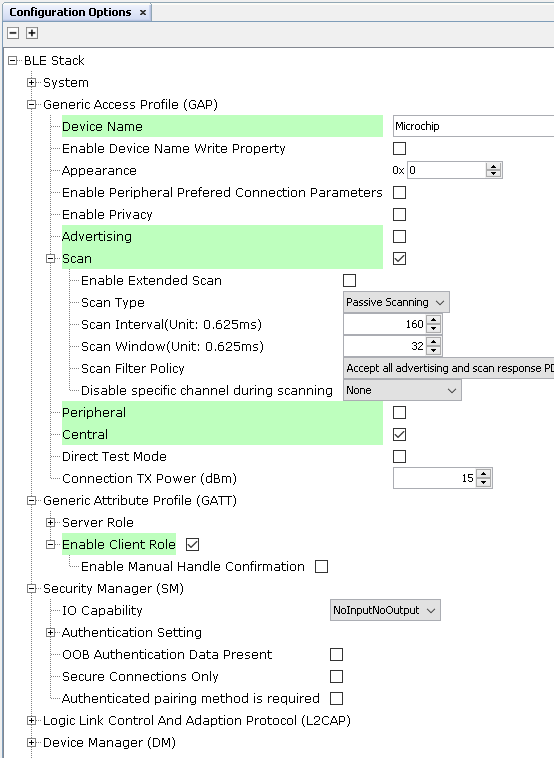 Configuration Options
BLE Stack
System
Generic Access Profile (GAP)
Device Name Microchip
Enable Device Name Write Property
Appearance 0x 0
Enable Peripheral Prefered Connection Parameters
Enable Privacy
Advertising
Scan
Enable Extended Scan
Scan Type Passive Scanning
Scan Interval(Unit: 0.625ms) 160
Scan Window(Unit: 0.625ms) 32
Scan Filter Policy Accept all advertising and scan response PD
Disable specific channel during scanning None
Peripheral
Central
Direct Test Mode
Connection TX Power (dBm) 15
Generic Attribute Profile (GATT)
Server Role
Enable Client Role
Enable Manual Handle Confirmation
Security Manager (SM)
IO Capability NoInputNoOutput
Authentication Setting
OOB Authentication Data Present
Secure Connections Only
Authenticated pairing method is required
Logic Link Control And Adaption Protocol (L2CAP)
Device Manager (DM)